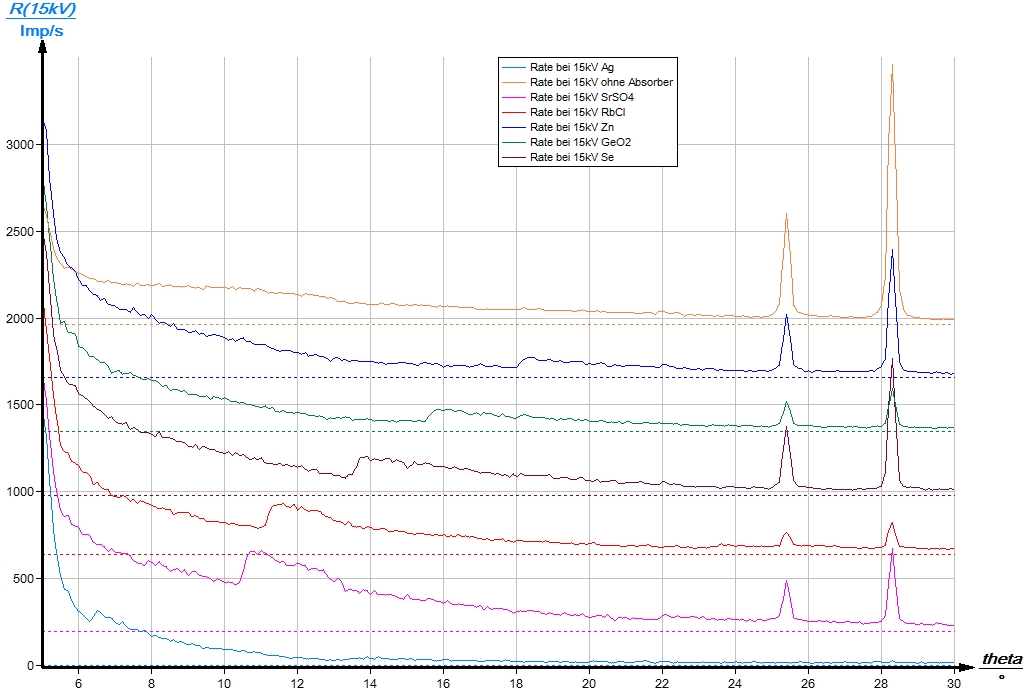 R(15kV)
Imp/s
Rate bei 15kV Ag
Rate bei 15kV ohne Absorber
Rate bei 15kV SrSO4
Rate bei 15kV RbCl
Rate bei 15kV Zn
Rate bei 15kV GeO2
Rate bei 15kV Se
3000
2500
2000
1500
1000
500
0
6 8 10 12 14 16 18 20 22 24 26 28 30
theta
°